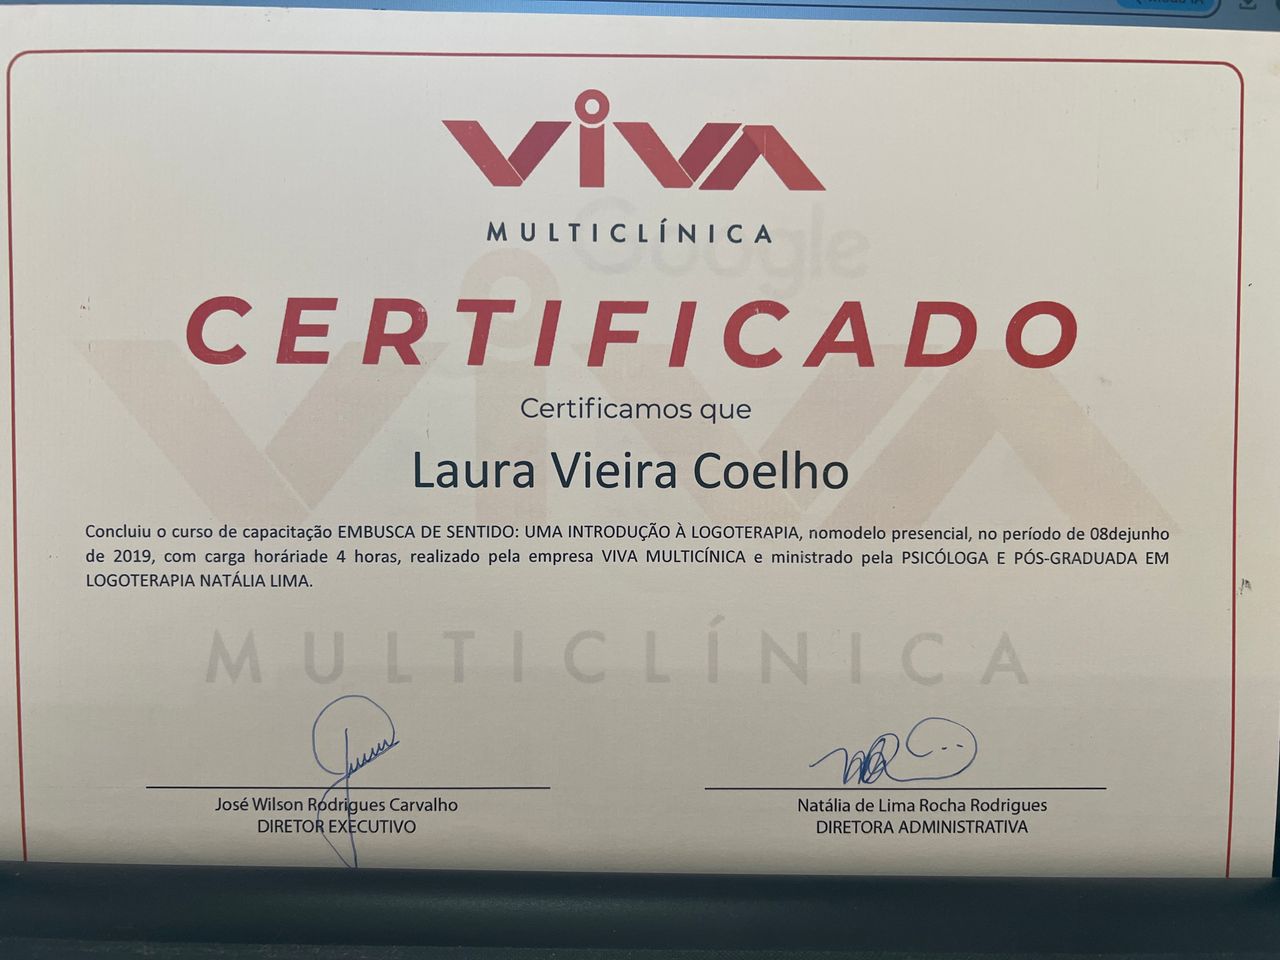 VIVA
MULTICLÍNICA
Google
CERTIFICADO
Certificamos que
Laura Vieira Coelho
Concluiu o curso de capacitação EMBUSCA DE SENTIDO: UMA INTRODUÇÃO À LOGOTERAPIA, nomodelo presencial, no período de 08dejunho
de 2019, com carga horáriade 4 horas, realizado pela empresa VIVA MULTICÍNICA e ministrado pela PSICÓLOGA E PÓS-GRADUADA EM
LOGOTERAPIA NATÁLIA LIMA.
VIVA
MULTICLÍNICA
José Wilson Rodrigues Carvalho
DIRETOR EXECUTIVO
Natália de Lima Rocha Rodrigues
DIRETORA ADMINISTRATIVA